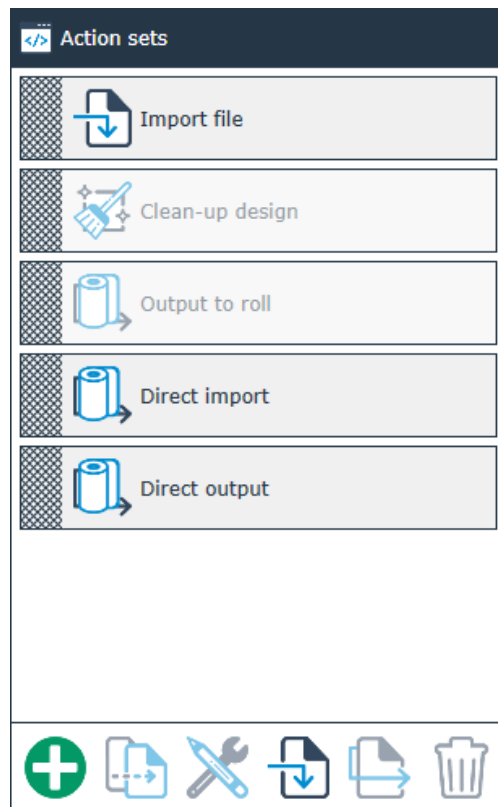 Action sets
Import file
Clean-up design
Output to roll
Direct import
Direct output